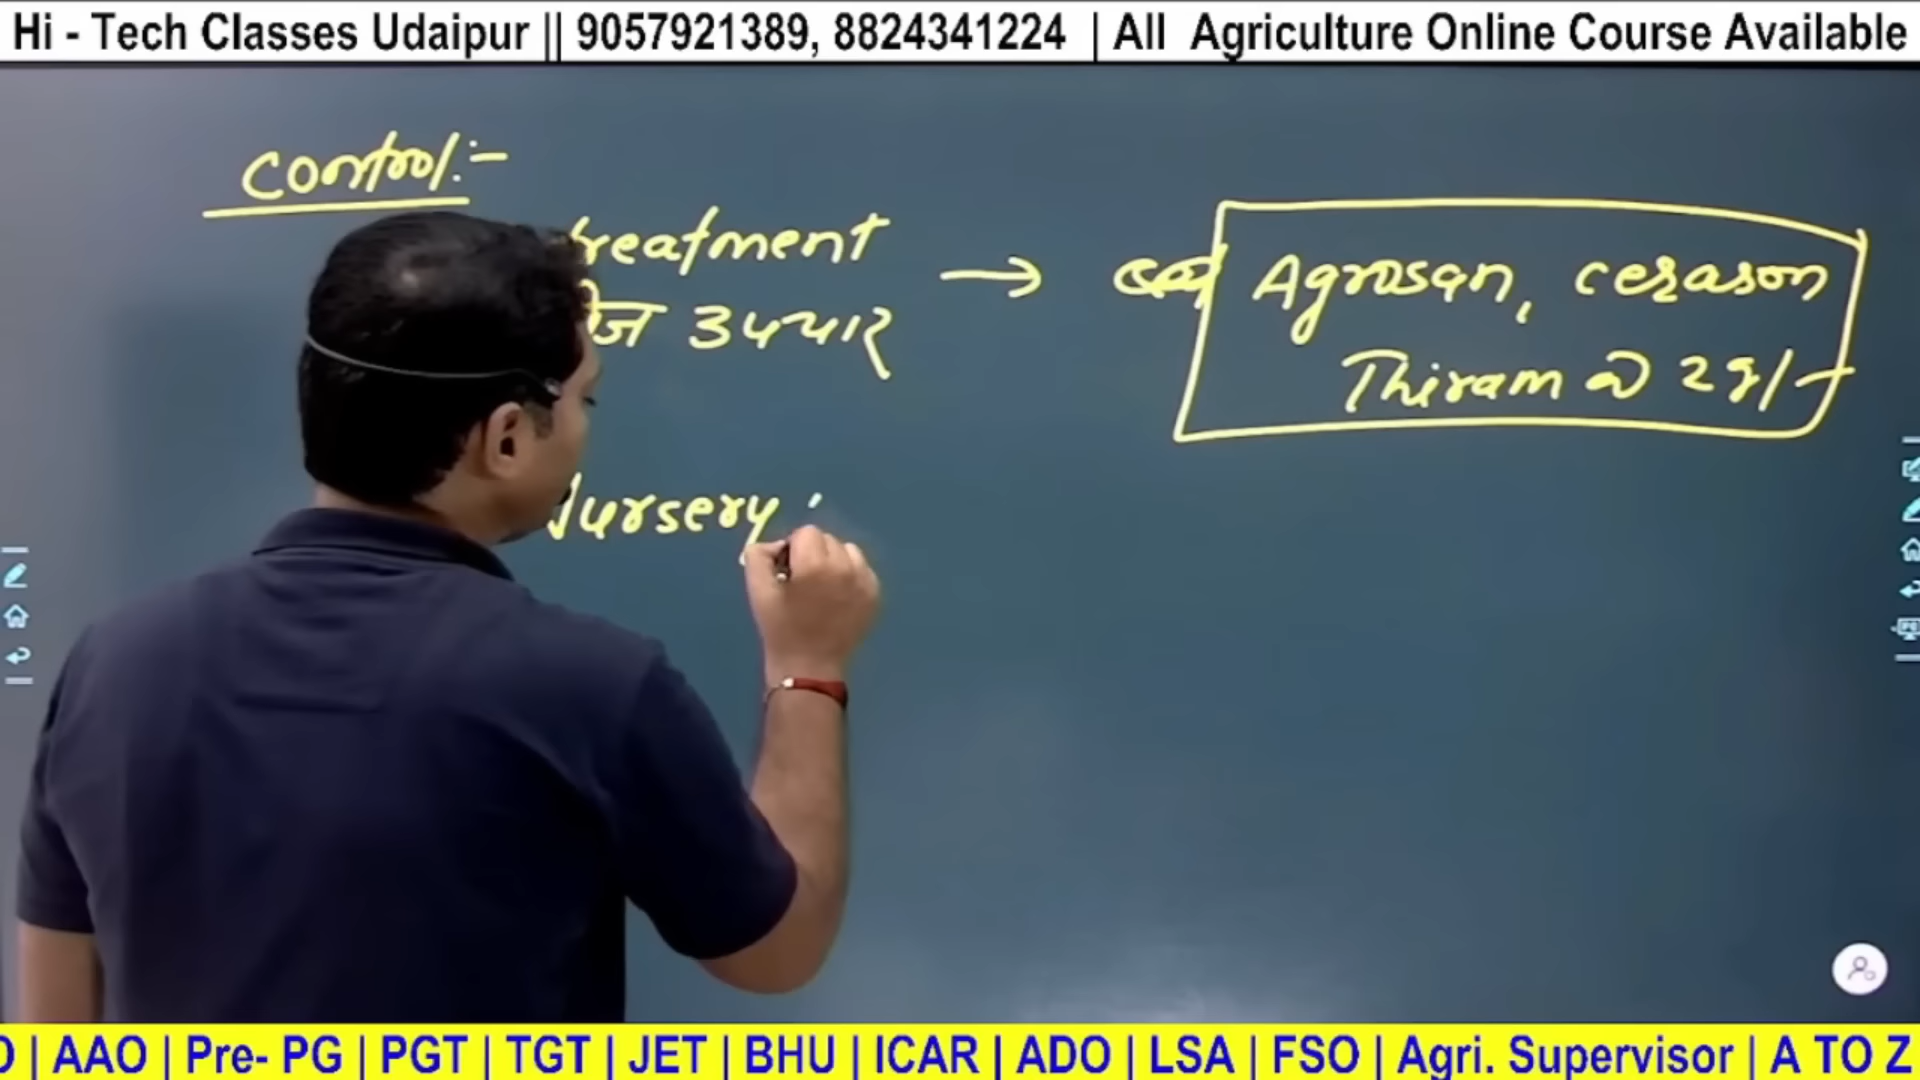 Hi - Tech Classes Udaipur || 9057921389, 8824341224 | All Agriculture Online Course Available
Control:-
treatment → Agrosan, cerason
उपचार Thiram @ 2g/
Nursery
| AAO | Pre- PG | PGT | TGT | JET | BHU | ICAR | ADO | LSA | FSO | Agri. Supervisor | A TO Z